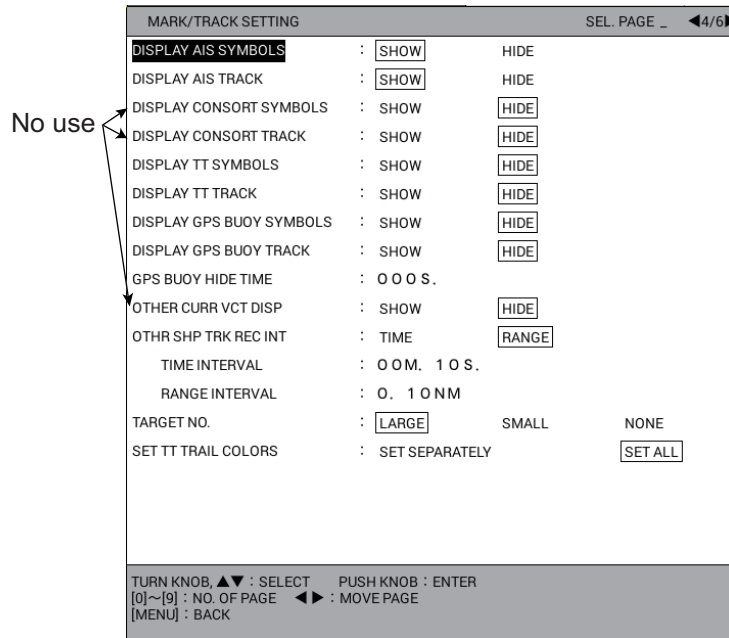 MARK/TRACK SETTING SEL. PAGE _ ◀4/6▶
DISPLAY AIS SYMBOLS : SHOW HIDE
DISPLAY AIS TRACK : SHOW HIDE
DISPLAY CONSORT SYMBOLS : SHOW HIDE
No use
DISPLAY CONSORT TRACK : SHOW HIDE
DISPLAY TT SYMBOLS : SHOW HIDE
DISPLAY TT TRACK : SHOW HIDE
DISPLAY GPS BUOY SYMBOLS : SHOW HIDE
DISPLAY GPS BUOY TRACK : SHOW HIDE
GPS BUOY HIDE TIME : 000S.
OTHER CURR VCT DISP : SHOW HIDE
OTHR SHP TRK REC INT : TIME RANGE
TIME INTERVAL : 00M. 10S.
RANGE INTERVAL : 0. 10NM
TARGET NO. : LARGE SMALL NONE
SET TT TRAIL COLORS : SET SEPARATELY SET ALL
TURN KNOB, ▲▼ : SELECT PUSH KNOB : ENTER
[0]~[9] : NO. OF PAGE ◀ ▶ : MOVE PAGE
[MENU] : BACK